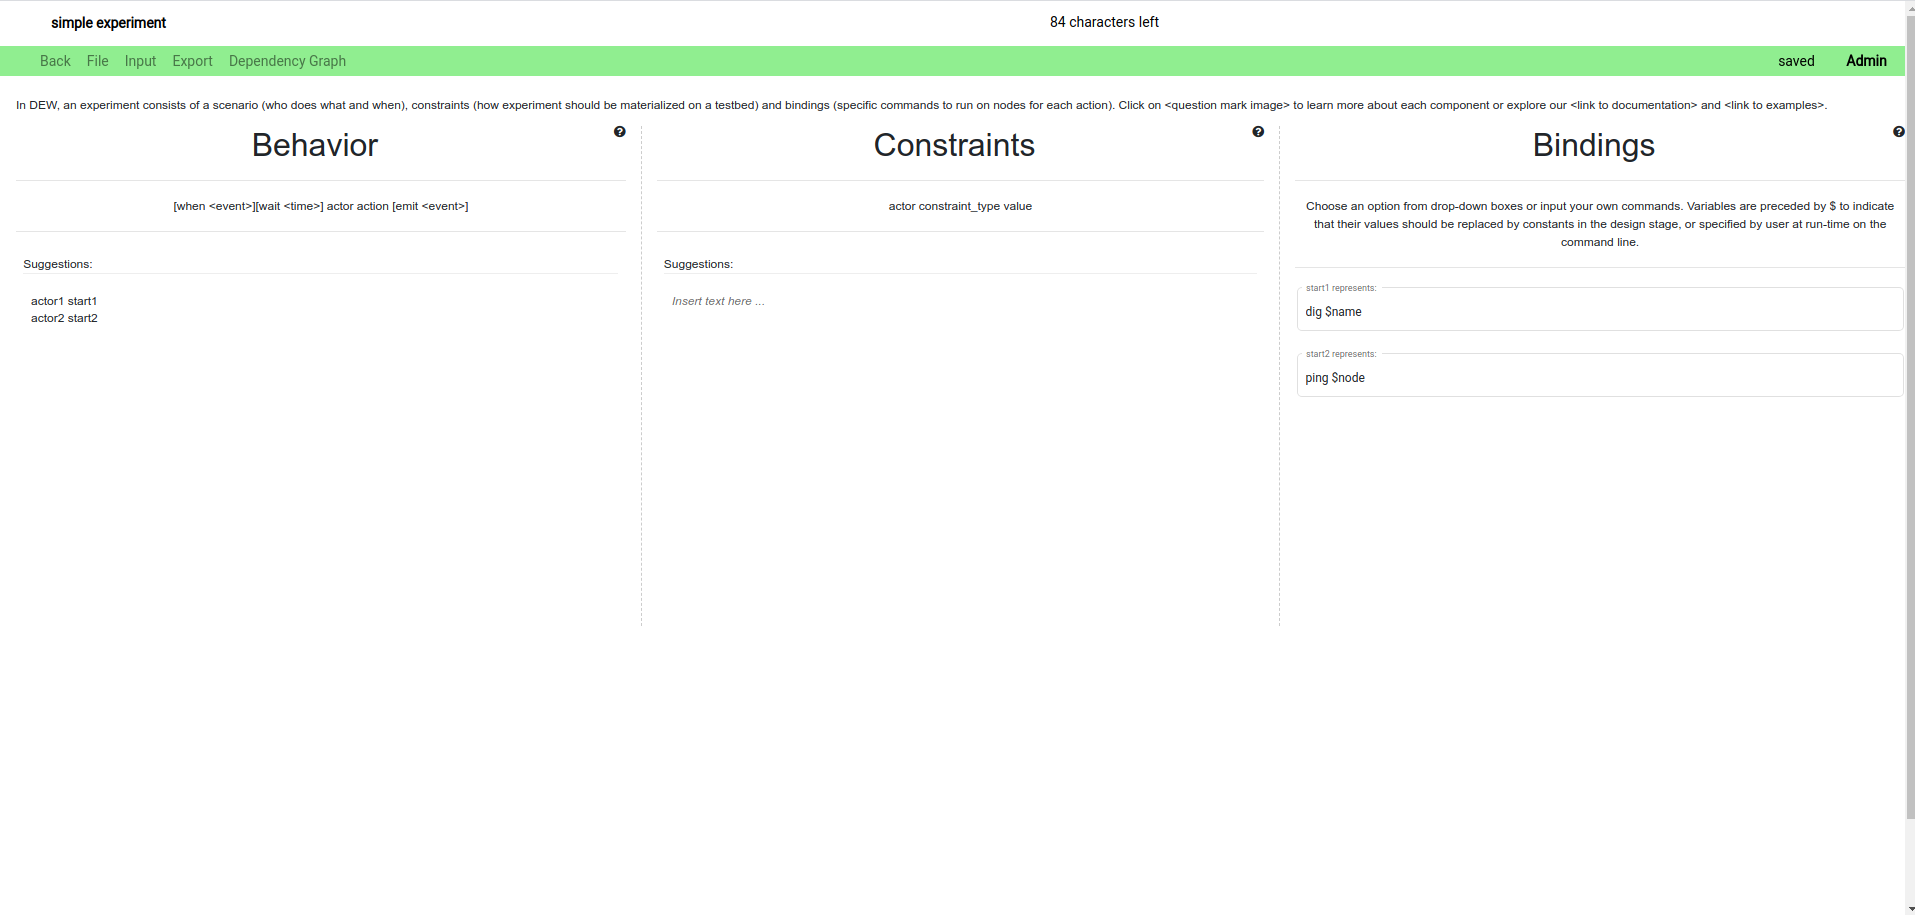 simple experiment
84 characters left
Back File Input Export Dependency Graph
saved Admin
In DEW, an experiment consists of a scenario (who does what and when), constraints (how experiment should be materialized on a testbed) and bindings (specific commands to run on nodes for each action). Click on <question mark image> to learn more about each component or explore our <link to documentation> and <link to examples>.
Behavior
?
[when <event>][wait <time>] actor action [emit <event>]
Suggestions:
actor1 start1
actor2 start2
Constraints
?
actor constraint_type value
Suggestions:
Insert text here ...
Bindings
?
Choose an option from drop-down boxes or input your own commands. Variables are preceded by $ to indicate
that their values should be replaced by constants in the design stage, or specified by user at run-time on the
command line.
start1 represents:
dig $name
start2 represents:
ping $node